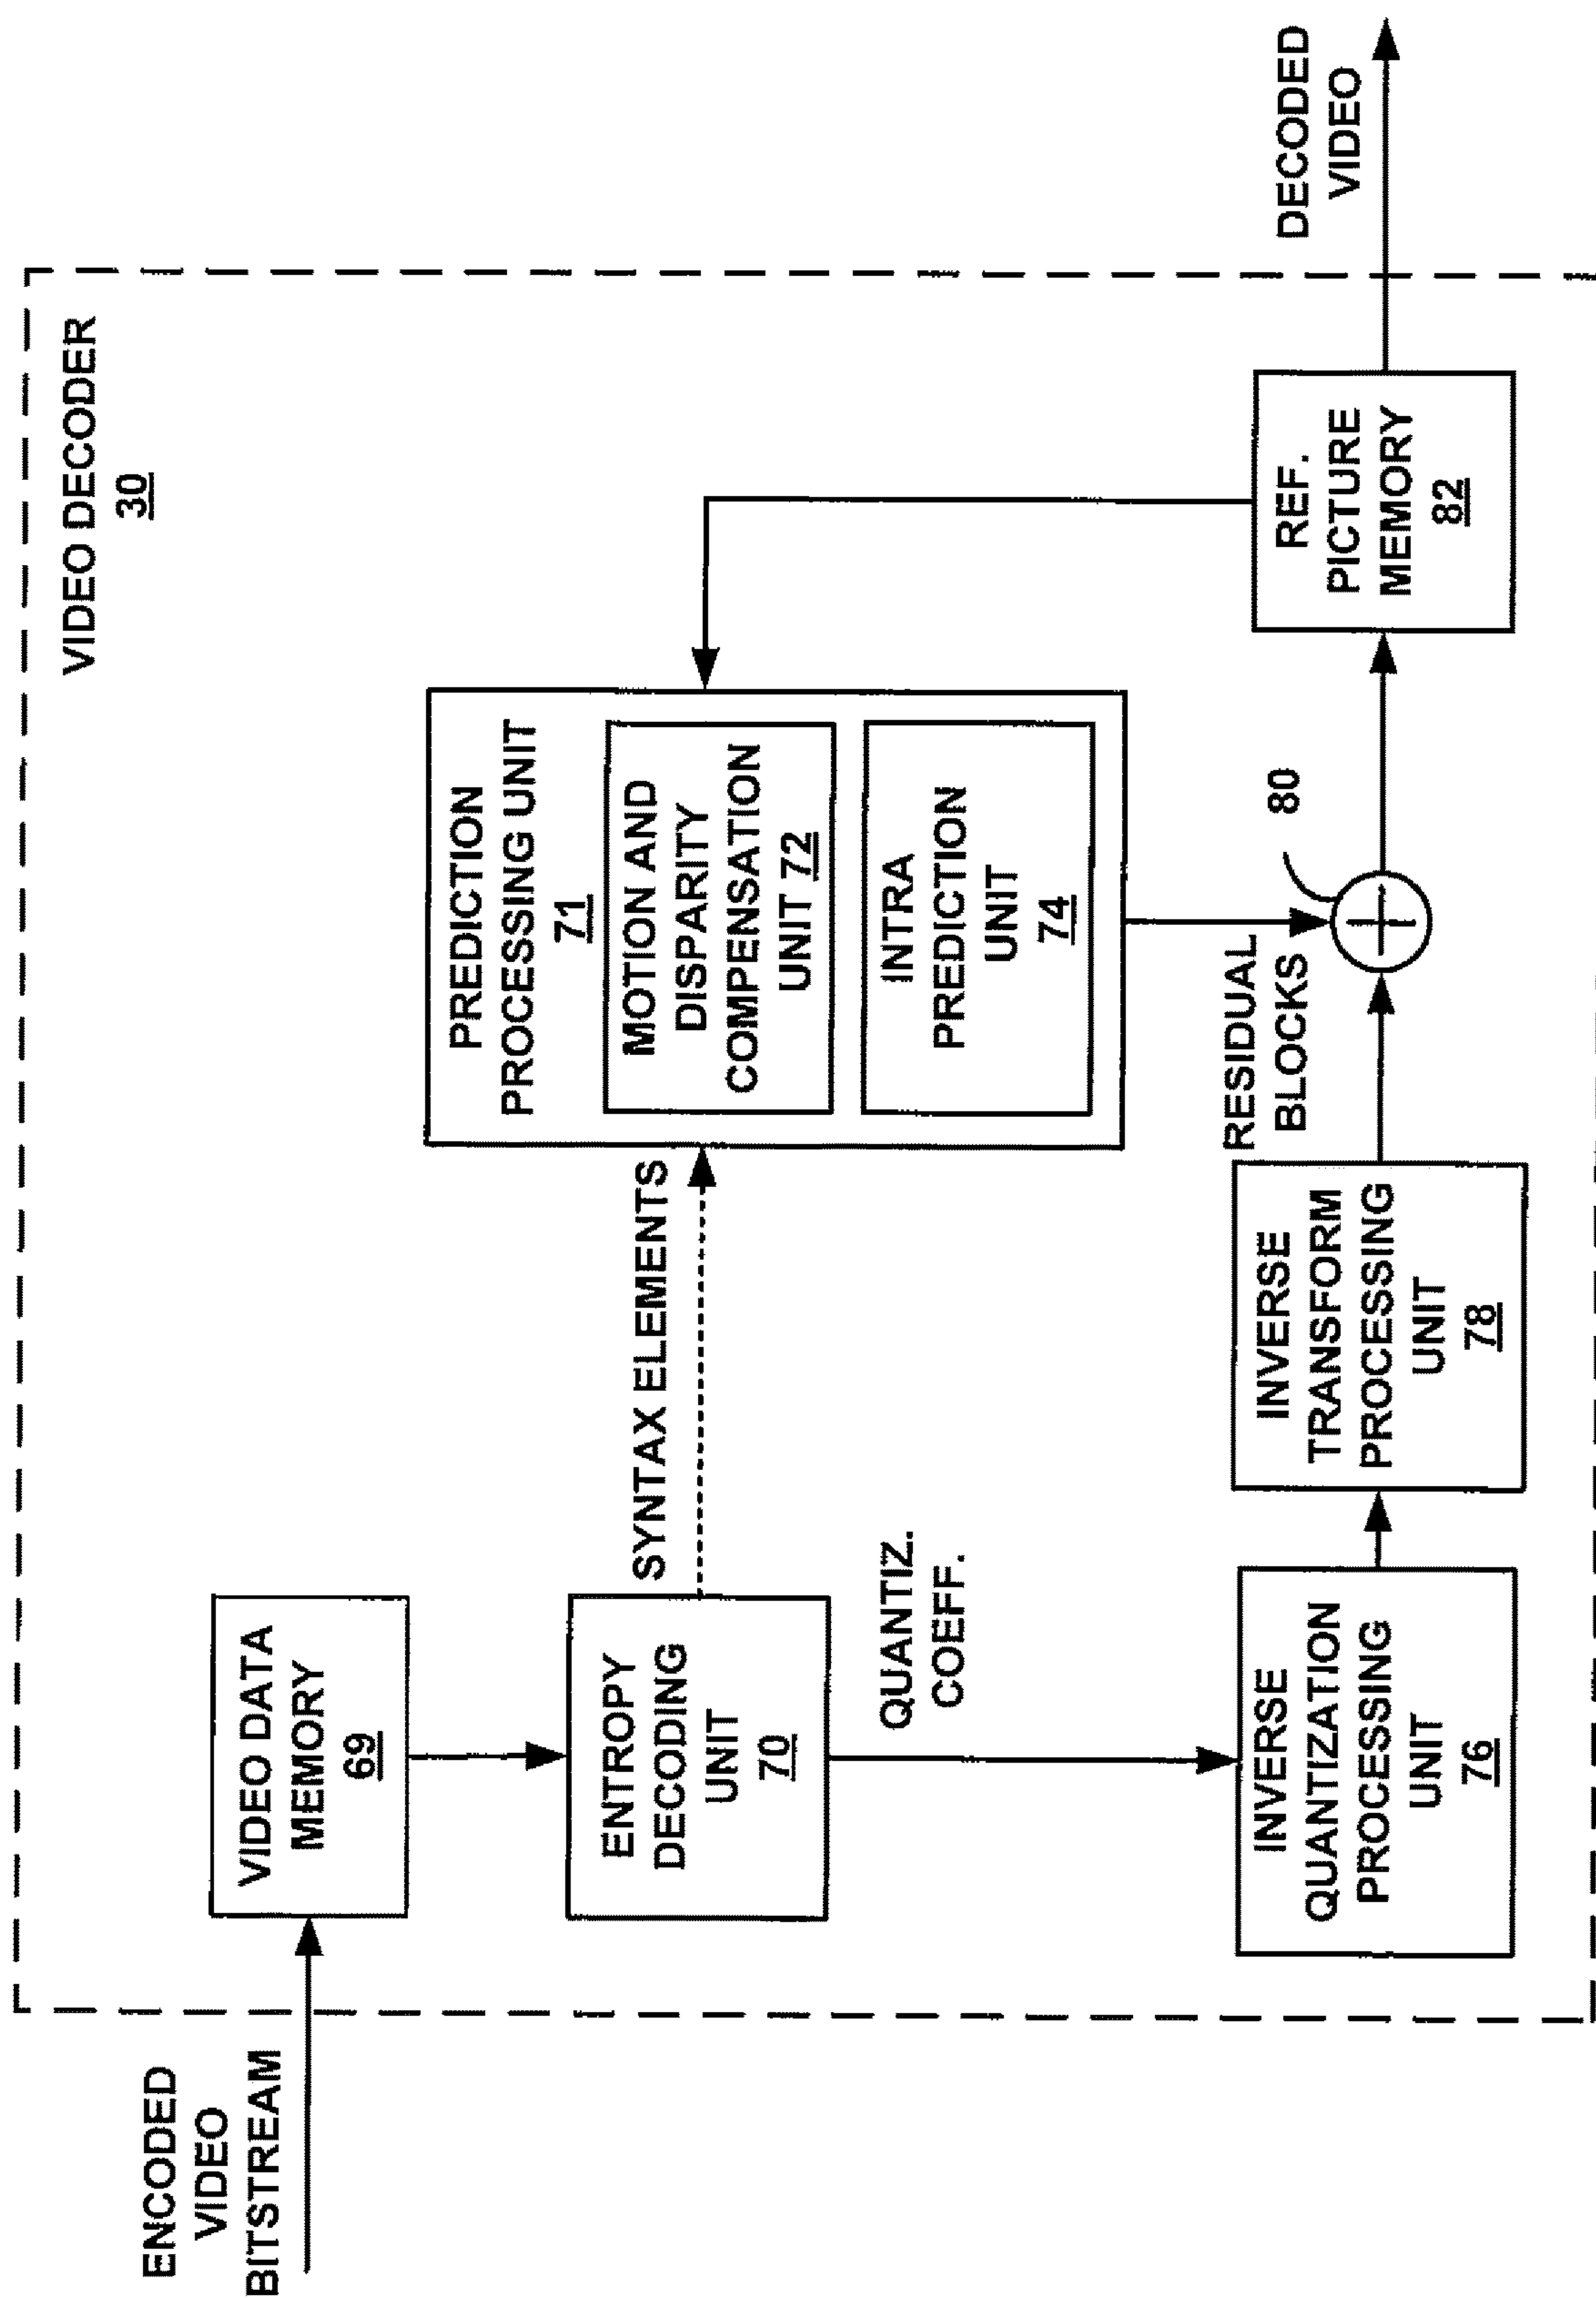 VIDEO DECODER
30
ENCODED
VIDEO
BITSTREAM
VIDEO DATA
MEMORY
69
ENTROPY
DECODING
UNIT
70
SYNTAX ELEMENTS
QUANTIZ.
COEFF.
PREDICTION
PROCESSING UNIT
71
MOTION AND
DISPARITY
COMPENSATION
UNIT 72
INTRA
PREDICTION
UNIT
74
INVERSE
QUANTIZATION
PROCESSING
UNIT
76
INVERSE
TRANSFORM
PROCESSING
UNIT
78
RESIDUAL
BLOCKS
80
REF.
PICTURE
MEMORY
82
DECODED
VIDEO